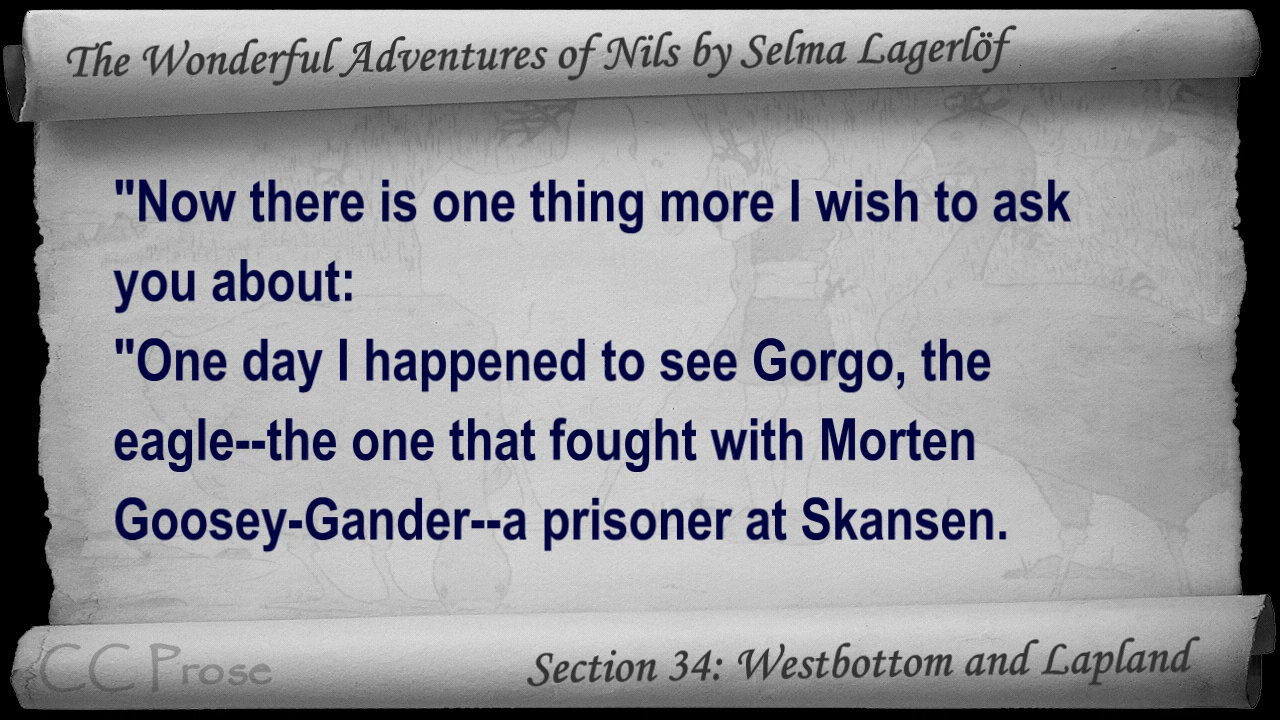 The Wonderful Adventures of Nils by Selma Lagerlöf
"Now there is one thing more I wish to ask
you about:
"One day I happened to see Gorgo, the
eagle--the one that fought with Morten
Goosey-Gander--a prisoner at Skansen.
CC Prose
Section 34: Westbottom and Lapland